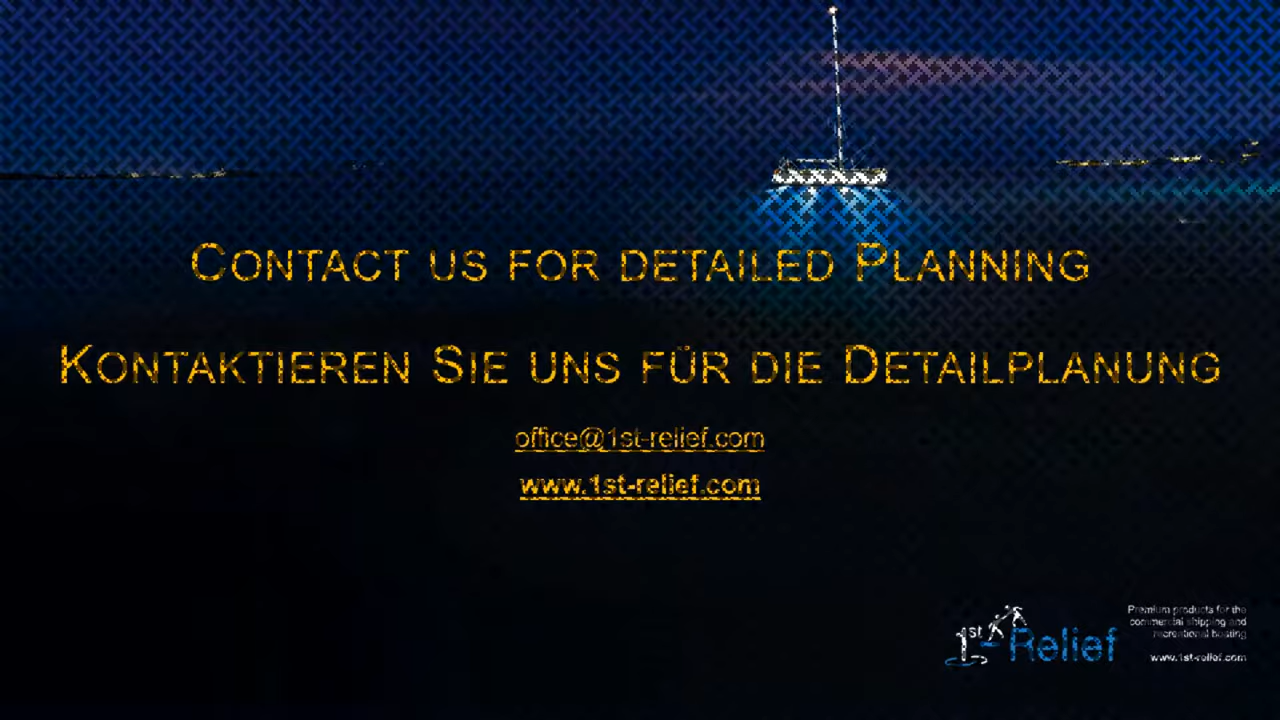 Contact us for detailed Planning
Kontaktieren Sie uns für die Detailplanung
office@1st-relief.com
www.1st-relief.com
1st Relief
Premium products for the
commercial shipping and
recreational boating
www.1st-relief.com